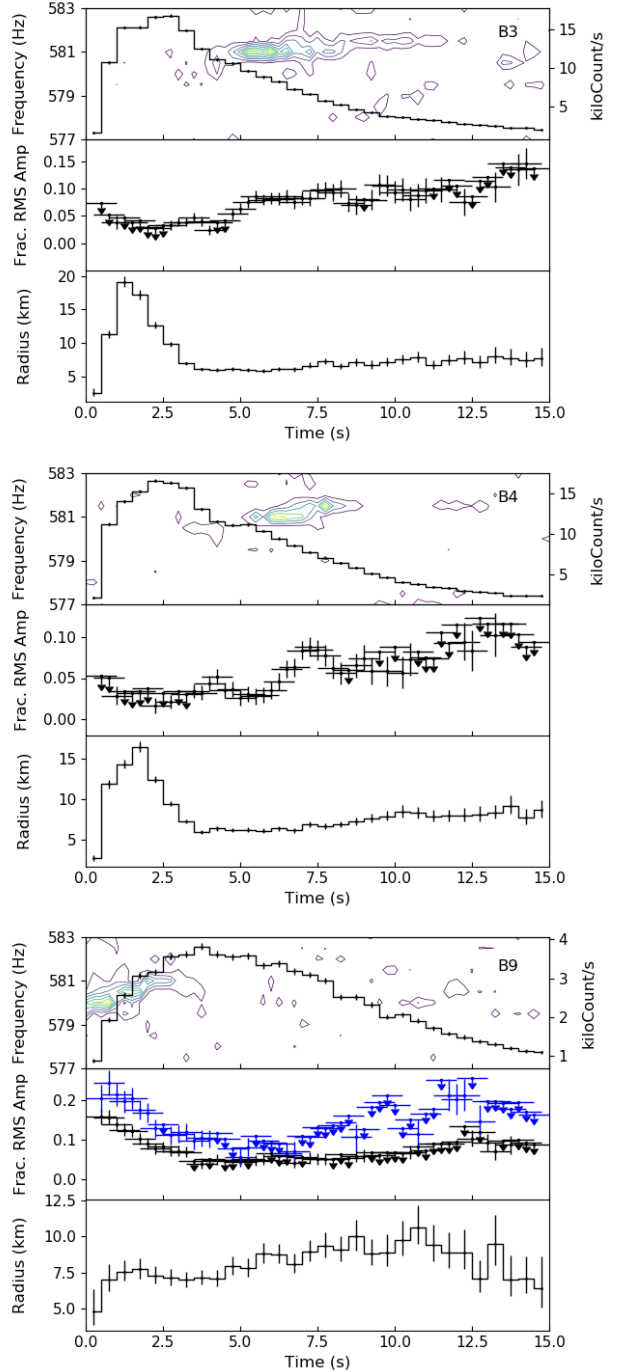 583
581
579
577
Frequency (Hz)
B3
15
10
5
kiloCount/s
0.15
0.10
0.05
0.00
Frac. RMS Amp
20
15
10
5
Radius (km)
0.0 2.5 5.0 7.5 10.0 12.5 15.0
Time (s)
583
581
579
577
Frequency (Hz)
B4
15
10
5
kiloCount/s
0.10
0.05
0.00
Frac. RMS Amp
15
10
5
Radius (km)
0.0 2.5 5.0 7.5 10.0 12.5 15.0
Time (s)
583
581
579
577
Frequency (Hz)
B9
4
3
2
1
kiloCount/s
0.2
0.1
0.0
Frac. RMS Amp
12.5
10.0
7.5
5.0
Radius (km)
0.0 2.5 5.0 7.5 10.0 12.5 15.0
Time (s)